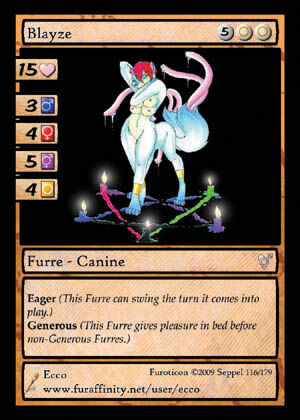 Blayze
5
15
3
4
5
4
Furre - Canine
Eager (This Furre can swing the turn it comes into
play.)
Generous (This Furre gives pleasure in bed before
non-Generous Furres.)
Ecco
Furoticon ©2009 Seppel 116/179
www.furaffinity.net/user/ecco